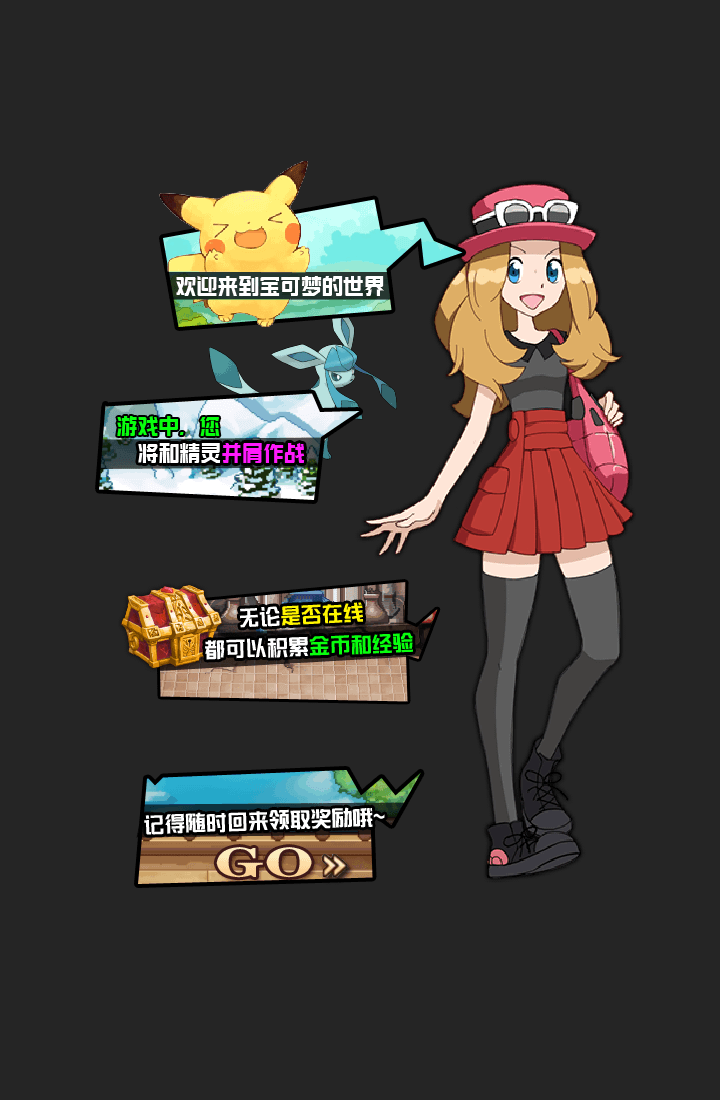 欢迎来到宝可梦的世界
游戏中，您
将和精灵并肩作战
无论是否在线
都可以积累金币和经验
记得随时回来领取奖励哦~
GO »